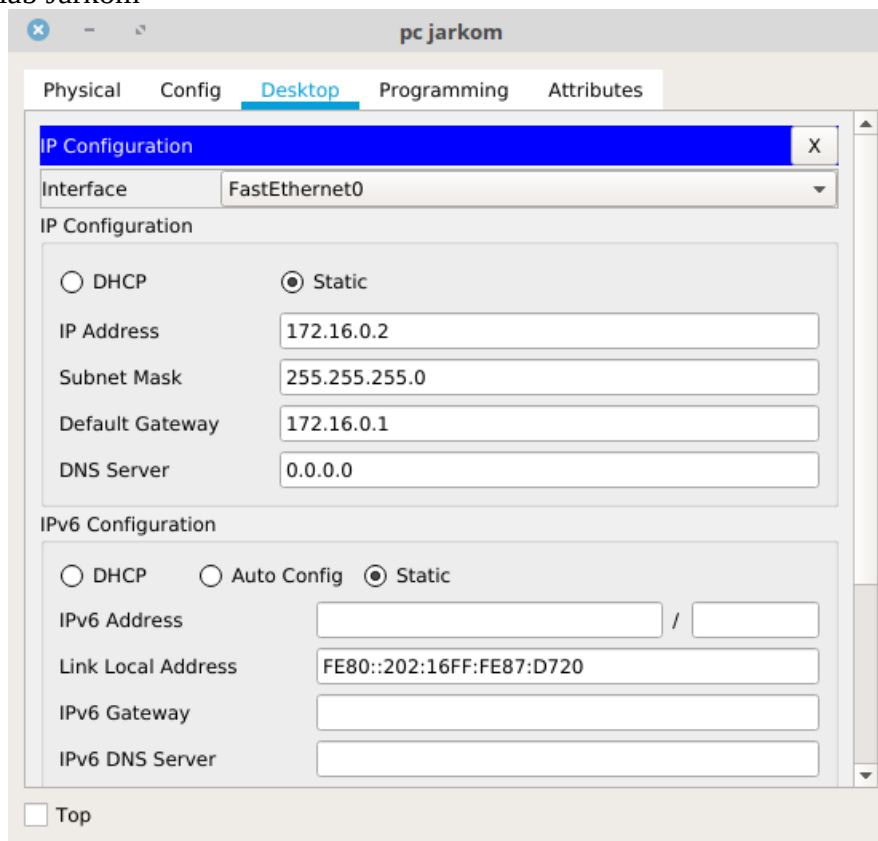 pc jarkom
Physical Config Desktop Programming Attributes
IP Configuration X
Interface FastEthernet0
IP Configuration
DHCP Static
IP Address 172.16.0.2
Subnet Mask 255.255.255.0
Default Gateway 172.16.0.1
DNS Server 0.0.0.0
IPv6 Configuration
DHCP Auto Config Static
IPv6 Address /
Link Local Address FE80::202:16FF:FE87:D720
IPv6 Gateway
IPv6 DNS Server
Top